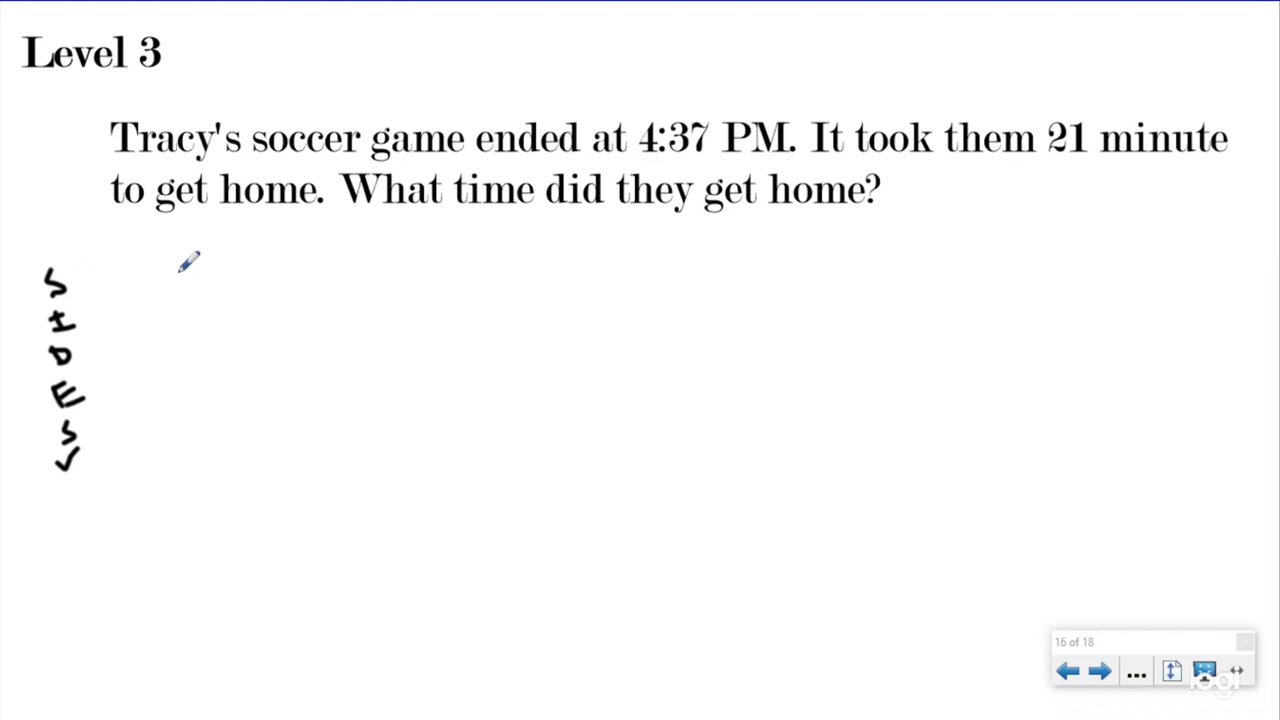 Level 3
Tracy's soccer game ended at 4:37 PM. It took them 21 minute
to get home. What time did they get home?
S
I
D
E
S
✓
16 of 18
...
logi